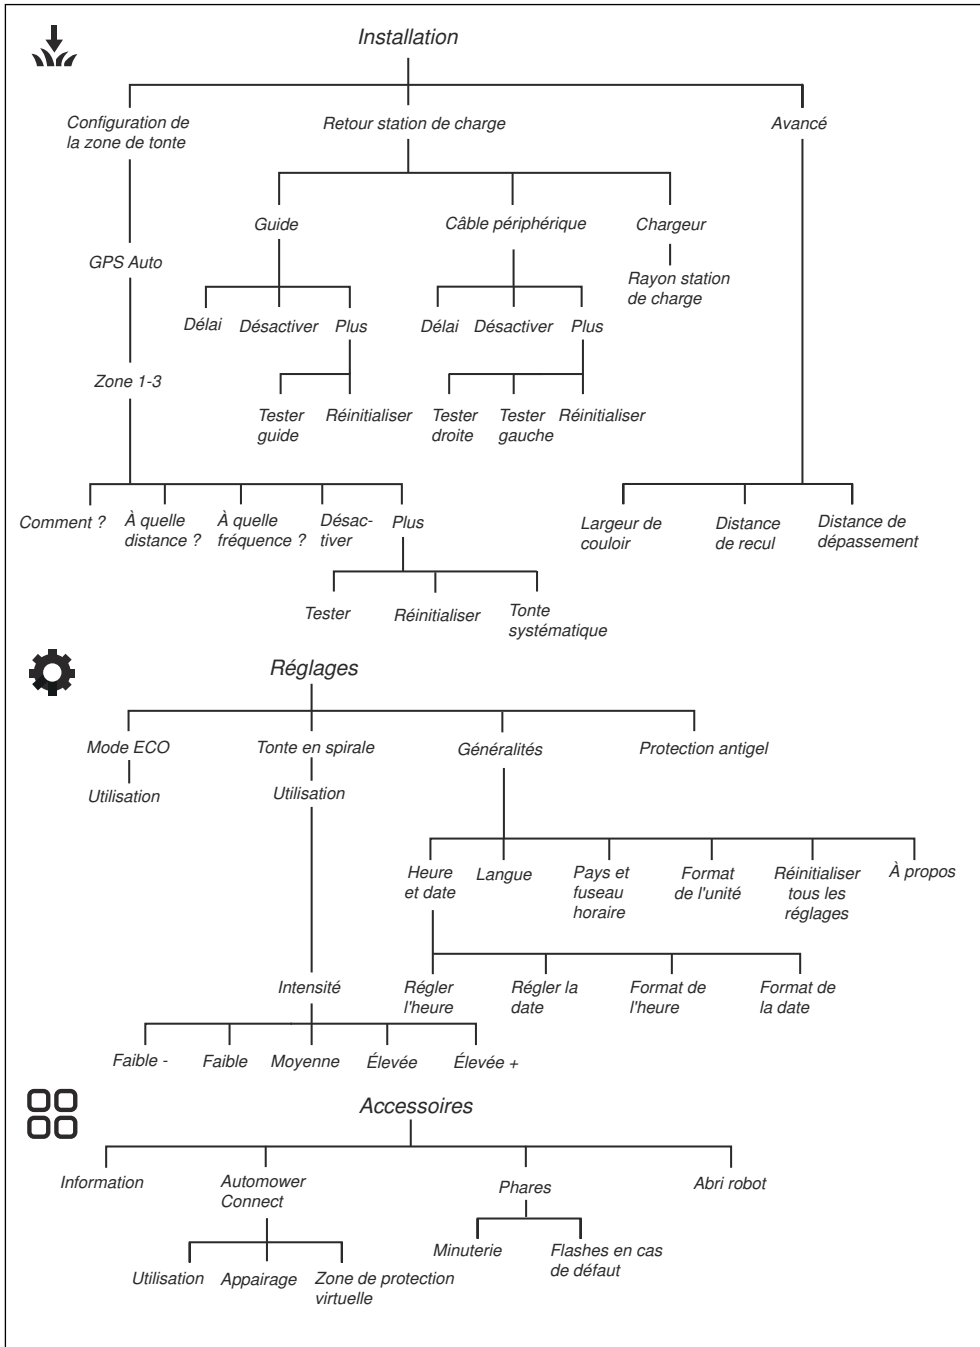 Installation
Configuration de
la zone de tonte
Retour station de charge
Avancé
Guide
Câble périphérique
Chargeur
GPS Auto
Rayon station
de charge
Délai
Désactiver
Plus
Délai
Désactiver
Plus
Zone 1-3
Tester
guide
Réinitialiser
Tester
droite
Tester
gauche
Réinitialiser
Comment ?
À quelle
distance ?
À quelle
fréquence ?
Désac-
tiver
Plus
Largeur de
couloir
Distance
de recul
Distance de
dépassement
Tester
Réinitialiser
Tonte
systématique
Réglages
Mode ECO
Tonte en spirale
Généralités
Protection antigel
Utilisation
Utilisation
Heure
et date
Langue
Pays et
fuseau
horaire
Format
de l'unité
Réinitialiser
tous les
réglages
À propos
Intensité
Régler
l'heure
Régler la
date
Format de
l'heure
Format de
la date
Faible -
Faible
Moyenne
Élevée
Élevée +
Accessoires
Information
Automower
Connect
Phares
Abri robot
Minuterie
Flashes en cas
de défaut
Utilisation
Appairage
Zone de protection
virtuelle